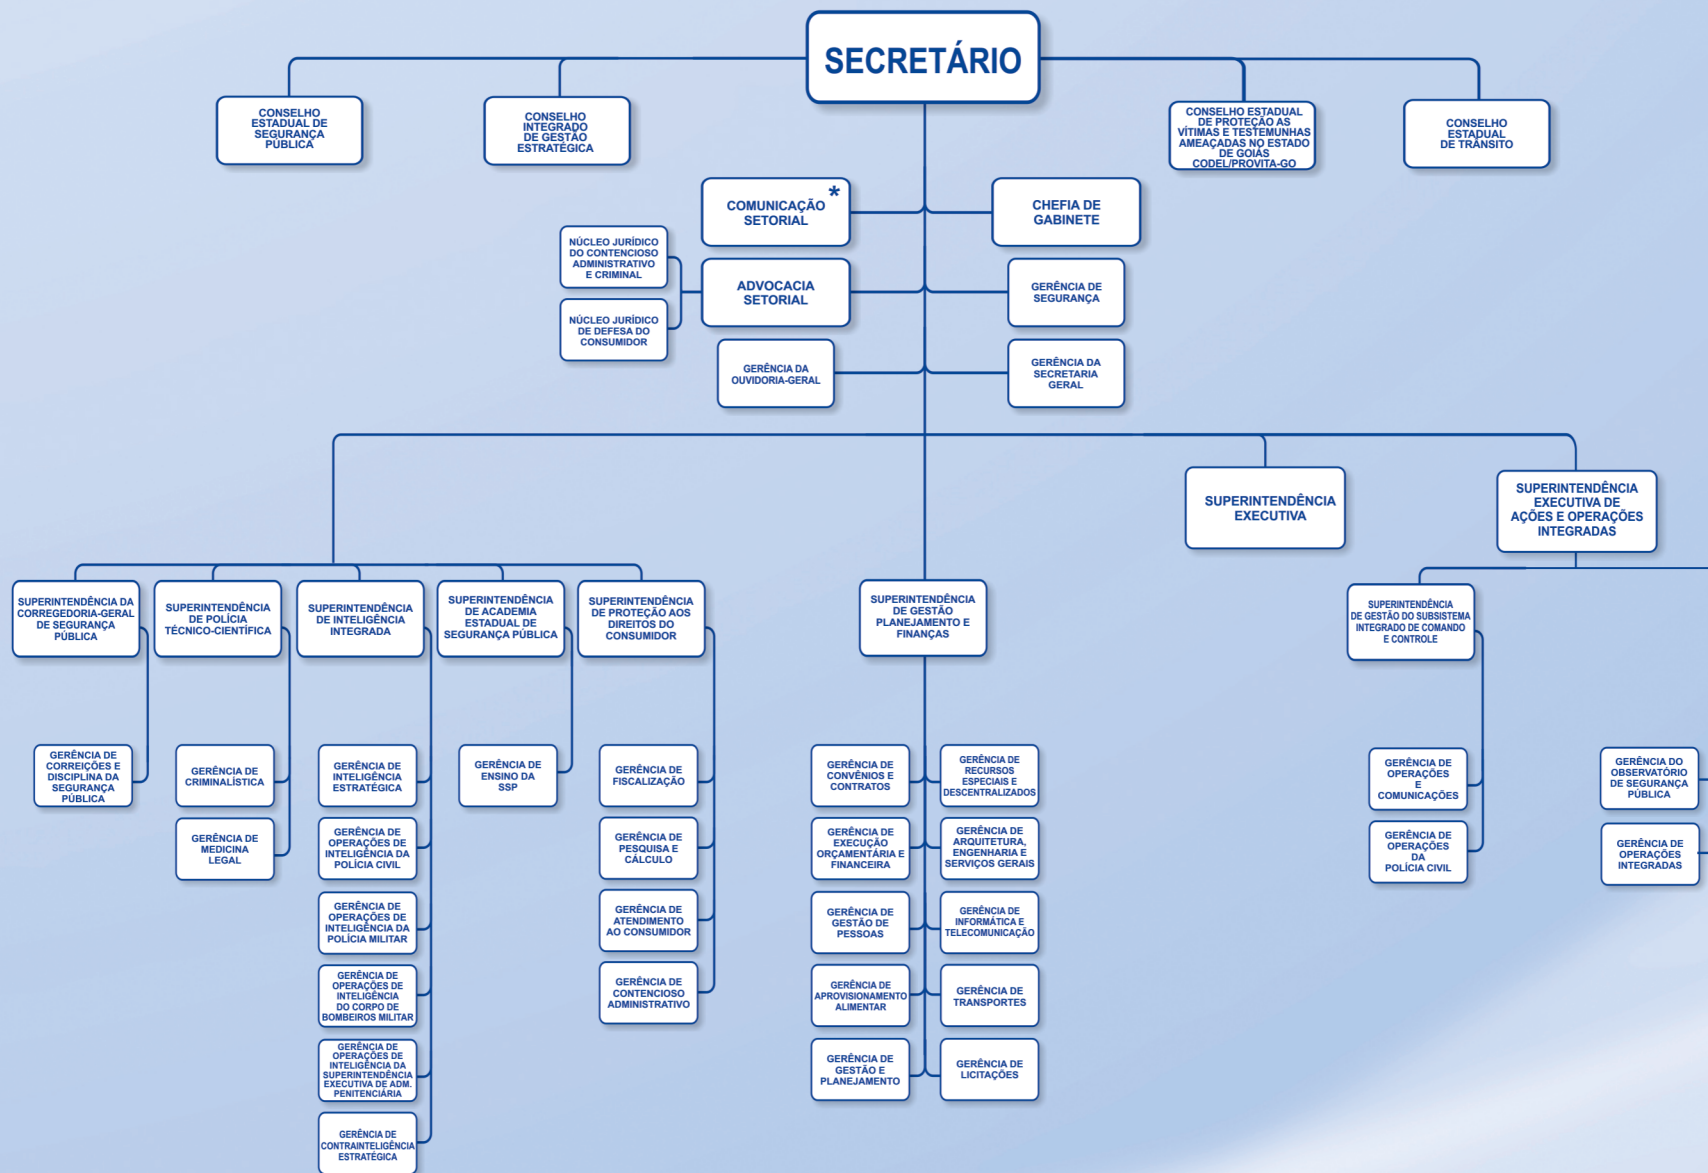 SECRETÁRIO
CONSELHO
ESTADUAL DE
SEGURANÇA
PÚBLICA
CONSELHO
INTEGRADO
DE GESTÃO
ESTRATÉGICA
CONSELHO ESTADUAL
DE PROTEÇÃO AS
VÍTIMAS E TESTEMUNHAS
AMEAÇADAS NO ESTADO
DE GOIÁS
CODEL/PROVITA-GO
CONSELHO
ESTADUAL
DE TRÂNSITO
COMUNICAÇÃO *
SETORIAL
CHEFIA DE
GABINETE
NÚCLEO JURÍDICO
DO CONTENCIOSO
ADMINISTRATIVO
E CRIMINAL
ADVOCACIA
SETORIAL
GERÊNCIA DE
SEGURANÇA
NÚCLEO JURÍDICO
DE DEFESA DO
CONSUMIDOR
GERÊNCIA DA
OUVIDORIA-GERAL
GERÊNCIA DA
SECRETARIA
GERAL
SUPERINTENDÊNCIA
EXECUTIVA
SUPERINTENDÊNCIA
EXECUTIVA DE
AÇÕES E OPERAÇÕES
INTEGRADAS
SUPERINTENDÊNCIA DA
CORREGEDORIA-GERAL
DE SEGURANÇA
PÚBLICA
SUPERINTENDÊNCIA
DE POLÍCIA
TÉCNICO-CIENTÍFICA
SUPERINTENDÊNCIA
DE INTELIGÊNCIA
INTEGRADA
SUPERINTENDÊNCIA
DE ACADEMIA
ESTADUAL DE
SEGURANÇA PÚBLICA
SUPERINTENDÊNCIA
DE PROTEÇÃO AOS
DIREITOS DO
CONSUMIDOR
SUPERINTENDÊNCIA
DE GESTÃO
PLANEJAMENTO E
FINANÇAS
SUPERINTENDÊNCIA
DE GESTÃO DO SUBSISTEMA
INTEGRADO DE COMANDO
E CONTROLE
GERÊNCIA DE
CORREIÇÕES E
DISCIPLINA DA
SEGURANÇA
PÚBLICA
GERÊNCIA DE
CRIMINALÍSTICA
GERÊNCIA DE
MEDICINA
LEGAL
GERÊNCIA DE
INTELIGÊNCIA
ESTRATÉGICA
GERÊNCIA DE
OPERAÇÕES DE
INTELIGÊNCIA DA
POLÍCIA CIVIL
GERÊNCIA DE
OPERAÇÕES DE
INTELIGÊNCIA DA
POLÍCIA MILITAR
GERÊNCIA DE
OPERAÇÕES DE
INTELIGÊNCIA
DO CORPO DE
BOMBEIROS MILITAR
GERÊNCIA DE
OPERAÇÕES DE
INTELIGÊNCIA DA
SUPERINTENDÊNCIA
EXECUTIVA DE ADM.
PENITENCIÁRIA
GERÊNCIA DE
CONTRAINTELIGÊNCIA
ESTRATÉGICA
GERÊNCIA DE
ENSINO DA
SSP
GERÊNCIA DE
FISCALIZAÇÃO
GERÊNCIA DE
PESQUISA E
CÁLCULO
GERÊNCIA DE
ATENDIMENTO
AO CONSUMIDOR
GERÊNCIA DE
CONTENCIOSO
ADMINISTRATIVO
GERÊNCIA DE
CONVÊNIOS E
CONTRATOS
GERÊNCIA DE
RECURSOS
ESPECIAIS E
DESCENTRALIZADOS
GERÊNCIA DE
EXECUÇÃO
ORÇAMENTÁRIA E
FINANCEIRA
GERÊNCIA DE
ARQUITETURA,
ENGENHARIA E
SERVIÇOS GERAIS
GERÊNCIA DE
GESTÃO DE
PESSOAS
GERÊNCIA DE
INFORMÁTICA E
TELECOMUNICAÇÃO
GERÊNCIA DE
APROVISIONAMENTO
ALIMENTAR
GERÊNCIA DE
TRANSPORTES
GERÊNCIA DE
GESTÃO E
PLANEJAMENTO
GERÊNCIA DE
LICITAÇÕES
GERÊNCIA DE
OPERAÇÕES
E
COMUNICAÇÕES
GERÊNCIA DE
OPERAÇÕES
DA
POLÍCIA CIVIL
GERÊNCIA DO
OBSERVATÓRIO
DE SEGURANÇA
PÚBLICA
GERÊNCIA DE
OPERAÇÕES
INTEGRADAS